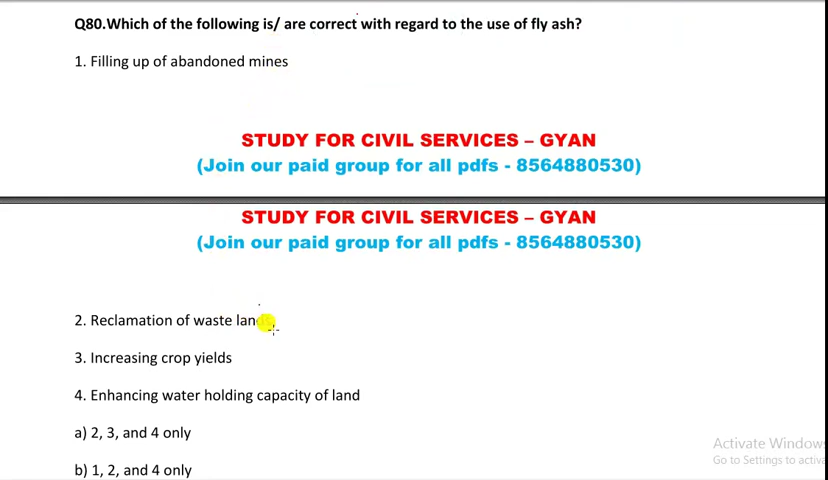 Q80.Which of the following is/ are correct with regard to the use of fly ash?
1. Filling up of abandoned mines
STUDY FOR CIVIL SERVICES – GYAN
(Join our paid group for all pdfs - 8564880530)
STUDY FOR CIVIL SERVICES – GYAN
(Join our paid group for all pdfs - 8564880530)
2. Reclamation of waste lands
3. Increasing crop yields
4. Enhancing water holding capacity of land
a) 2, 3, and 4 only
Activate Windows
Go to Settings to activa
b) 1, 2, and 4 only